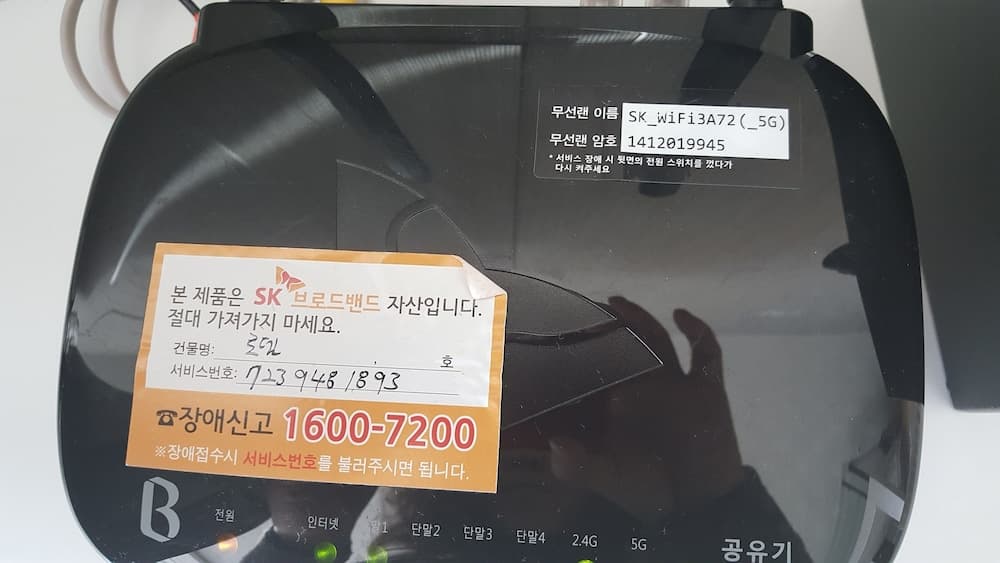 무선랜 이름 SK_WiFi3A72(_5G)
무선랜 암호 1412019945
* 서비스 장애 시 뒷면의 전원 스위치를 껐다가
다시 켜주세요
본 제품은 SK 브로드밴드 자산입니다.
절대 가져가지 마세요.
건물명: 로뎀 호
서비스번호: 7239481893
☎장애신고 1600-7200
※장애접수시 서비스번호를 불러주시면 됩니다.
B 전원 인터넷 단말1 단말2 단말3 단말4 2.4G 5G 공유기